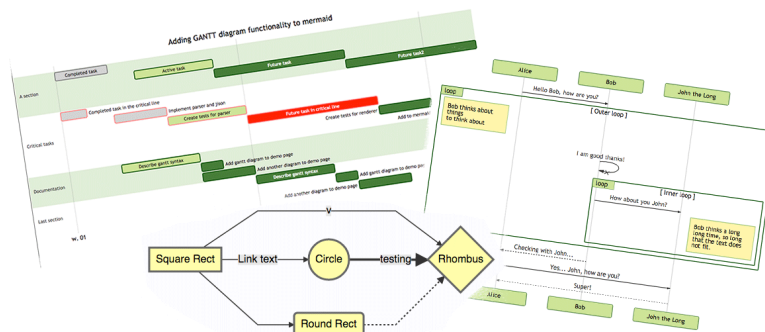 Adding GANTT diagram functionality to mermaid
A section
Completed task
Active task
Future task
Future task2
Critical tasks
Completed task in the critical line
Implement parser and jison
Create tests for parser
Future task in critical line
Create tests for renderer
Add to mermaid
Documentation
Describe gantt syntax
Add gantt diagram to demo page
Add another diagram to demo page
Last section
Describe gantt syntax
Add gantt diagram to demo pa
Add another diagram to demo page
w. 01
Alice
Bob
John the Long
Hello Bob, how are you?
loop
[ Outer loop ]
Bob thinks about
things
to think about
I am good thanks!
loop
[ Inner loop ]
How about you John?
Bob thinks a long
long time, so long
that the text does
not fit.
Checking with John...
Yes... John, how are you?
Super!
Alice
Bob
John the Long
Square Rect
Link text
Circle
testing
Rhombus
Round Rect